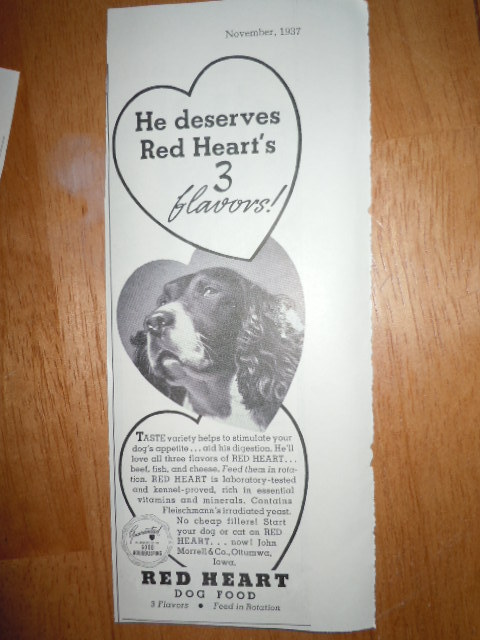 November, 1937
He deserves
Red Heart's
3
flavors!
TASTE variety helps to stimulate your
dog's appetite... aid his digestion. He'll
love all three flavors of RED HEART...
beef, fish, and cheese. Feed them in rota-
tion. RED HEART is laboratory-tested
and kennel-proved, rich in essential
vitamins and minerals. Contains
Fleischmann's irradiated yeast.
No cheap fillers! Start
your dog or cat on RED
HEART... now! John
Morrell & Co., Ottumwa,
Iowa.
Guaranteed
GOOD
HOUSEKEEPING
RED HEART
DOG FOOD
3 Flavors • Feed in Rotation